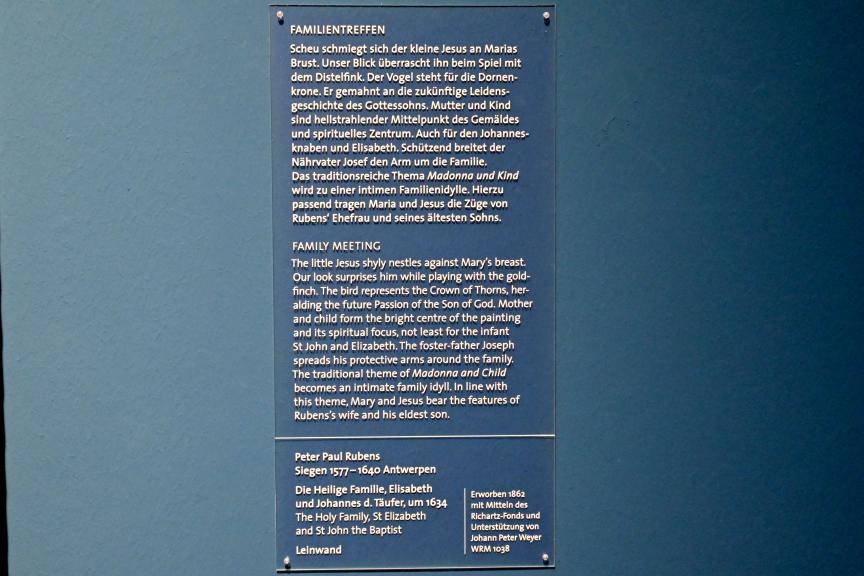 FAMILIENTREFFEN
Scheu schmiegt sich der kleine Jesus an Marias
Brust. Unser Blick überrascht ihn beim Spiel mit
dem Distelfink. Der Vogel steht für die Dornen-
krone. Er gemahnt an die zukünftige Leidens-
geschichte des Gottessohns. Mutter und Kind
sind hellstrahlender Mittelpunkt des Gemäldes
und spirituelles Zentrum. Auch für den Johannes-
knaben und Elisabeth. Schützend breitet der
Nährvater Josef den Arm um die Familie.
Das traditionsreiche Thema Madonna und Kind
wird zu einer intimen Familienidylle. Hierzu
passend tragen Maria und Jesus die Züge von
Rubens' Ehefrau und seines ältesten Sohns.
FAMILY MEETING
The little Jesus shyly nestles against Mary's breast.
Our look surprises him while playing with the gold-
finch. The bird represents the Crown of Thorns, her-
alding the future Passion of the Son of God. Mother
and child form the bright centre of the painting
and its spiritual focus, not least for the infant
St John and Elizabeth. The foster-father Joseph
spreads his protective arms around the family.
The traditional theme of Madonna and Child
becomes an intimate family idyll. In line with
this theme, Mary and Jesus bear the features of
Rubens's wife and his eldest son.
Peter Paul Rubens
Siegen 1577–1640 Antwerpen
Die Heilige Familie, Elisabeth
und Johannes d. Täufer, um 1634
The Holy Family, St Elizabeth
and St John the Baptist
Leinwand
Erworben 1862
mit Mitteln des
Richartz-Fonds und
Unterstützung von
Johann Peter Weyer
WRM 1038